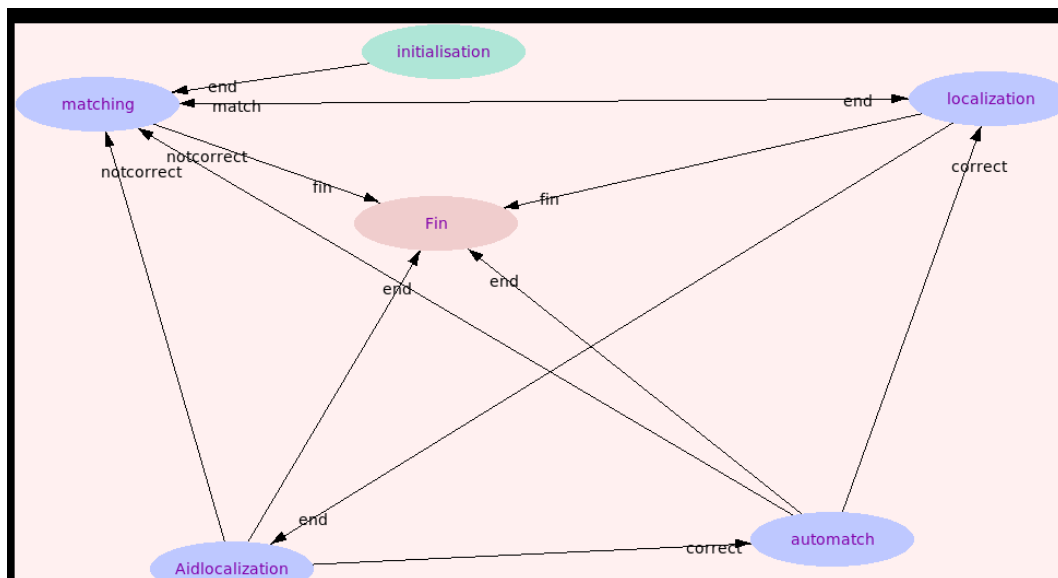 initialisation
end
matching
match
end
localization
notcorrect
notcorrect
correct
fin
fin
Fin
end
end
end
correct
automatch
Aidlocalization